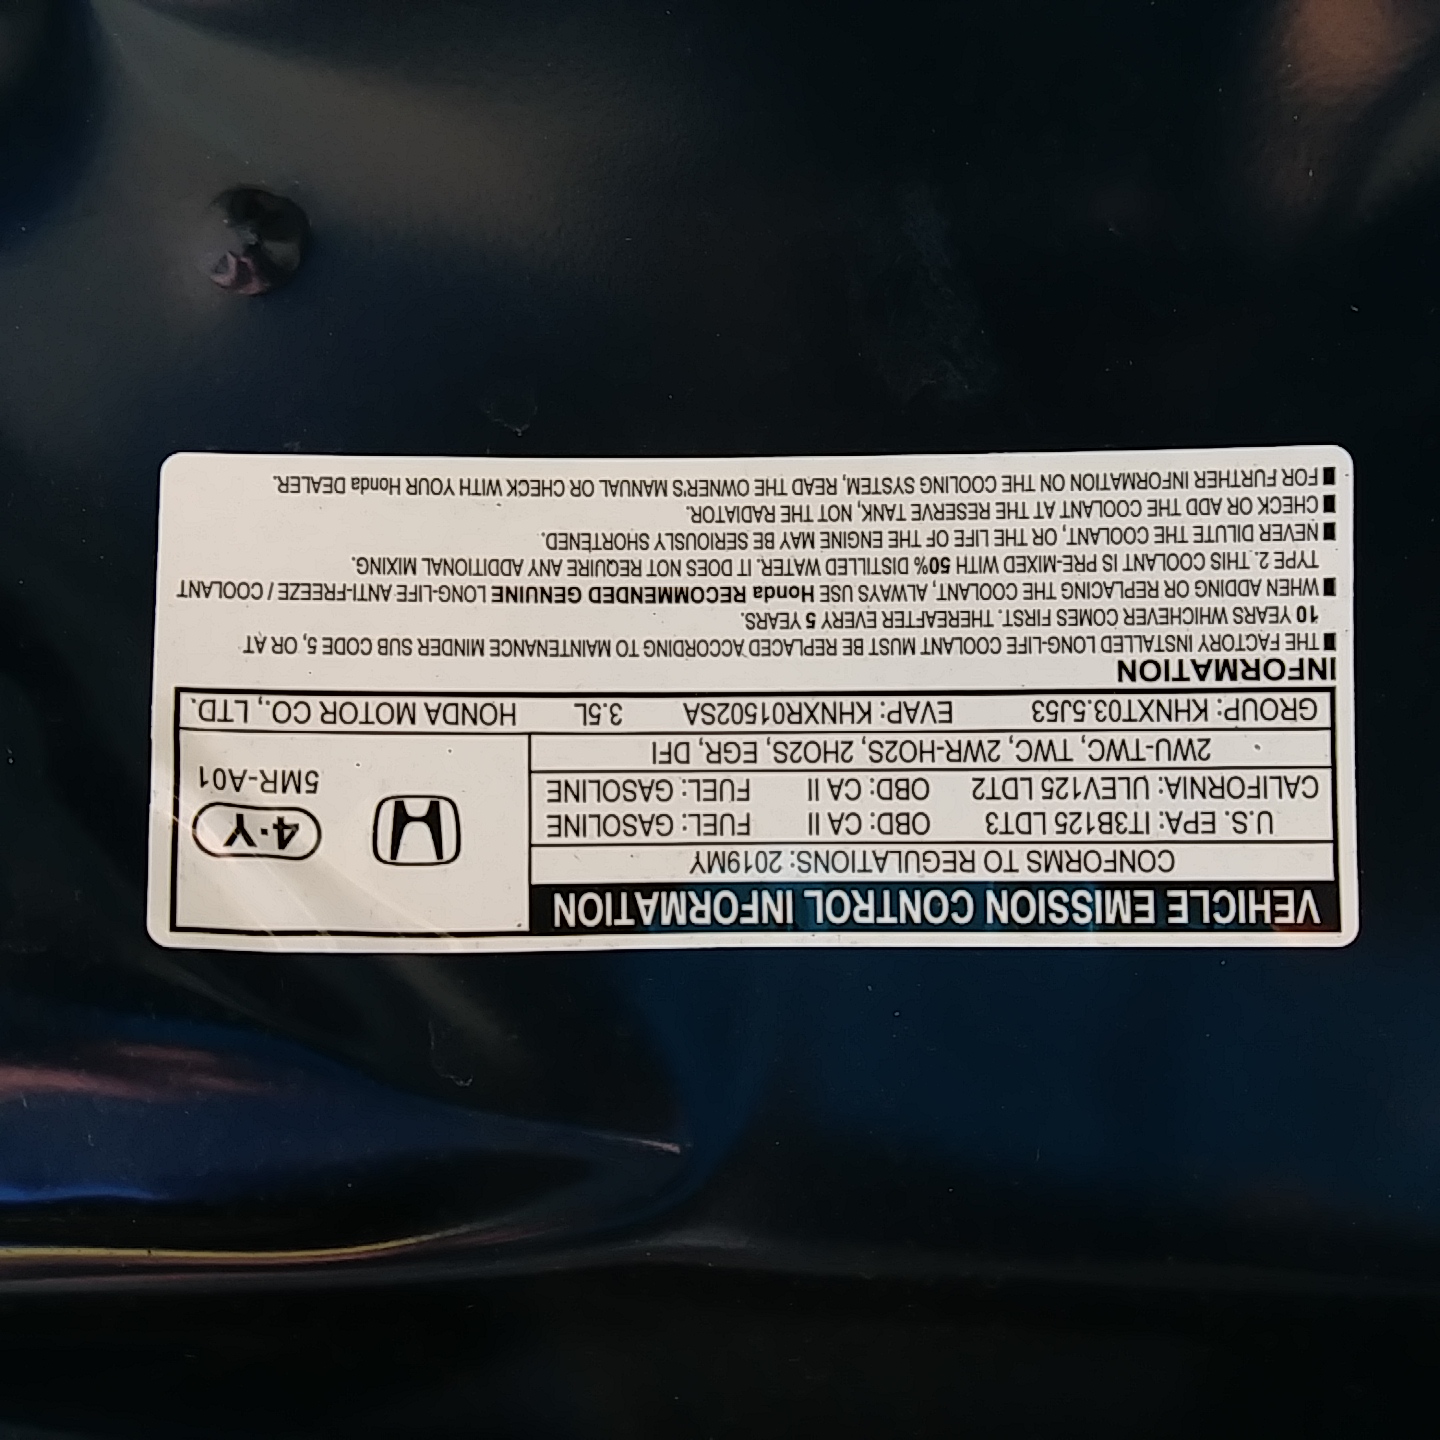 VEHICLE EMISSION CONTROL INFORMATION
CONFORMS TO REGULATIONS: 2019MY
U.S. EPA: IT3B125 LDT3 OBD: CA II FUEL: GASOLINE
CALIFORNIA: ULEV125 LDT2 OBD: CA II FUEL: GASOLINE
2WU-TWC, TWC, 2WR-HO2S, 2HO2S, EGR, DFI
4·Y
5MR-A01
GROUP: KHNXT03.5J53 EVAP: KHNXR01502SA 3.5L HONDA MOTOR CO., LTD.
INFORMATION
■ THE FACTORY INSTALLED LONG-LIFE COOLANT MUST BE REPLACED ACCORDING TO MAINTENANCE MINDER SUB CODE 5, OR AT
10 YEARS WHICHEVER COMES FIRST. THEREAFTER EVERY 5 YEARS.
■ WHEN ADDING OR REPLACING THE COOLANT, ALWAYS USE Honda RECOMMENDED GENUINE LONG-LIFE ANTI-FREEZE / COOLANT
TYPE 2. THIS COOLANT IS PRE-MIXED WITH 50% DISTILLED WATER. IT DOES NOT REQUIRE ANY ADDITIONAL MIXING.
■ NEVER DILUTE THE COOLANT, OR THE LIFE OF THE ENGINE MAY BE SERIOUSLY SHORTENED.
■ CHECK OR ADD THE COOLANT AT THE RESERVE TANK, NOT THE RADIATOR.
■ FOR FURTHER INFORMATION ON THE COOLING SYSTEM, READ THE OWNER'S MANUAL OR CHECK WITH YOUR Honda DEALER.